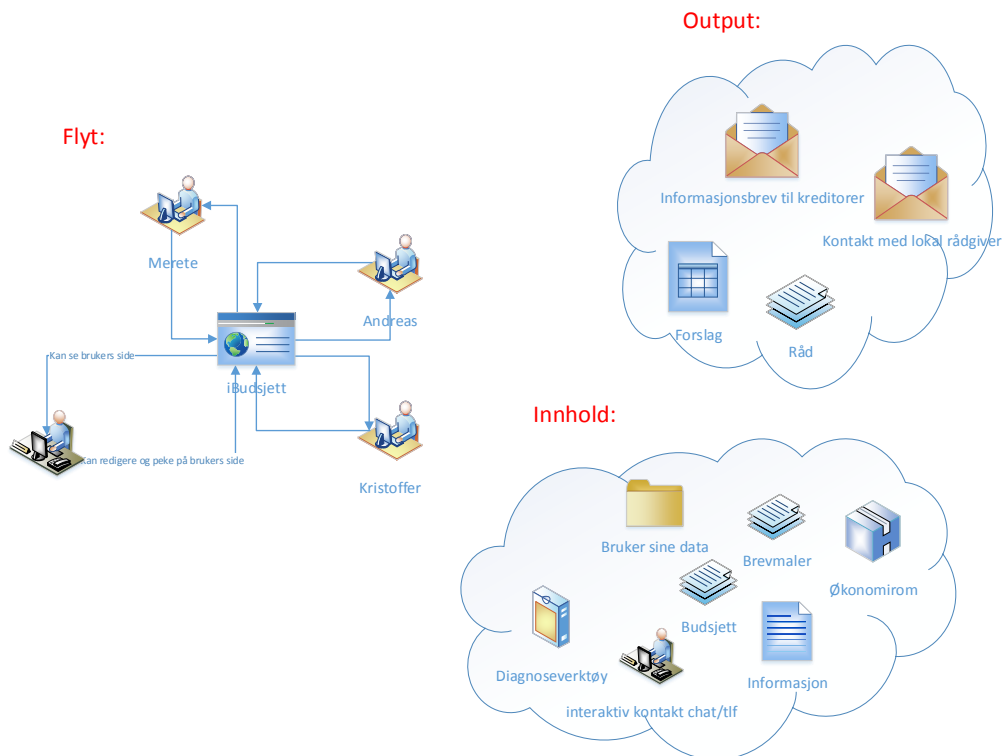 Output:
Flyt:
Informasjonsbrev til kreditorer
Kontakt med lokal rådgiver
Merete
Andreas
Forslag
Råd
Kan se brukers side
iBudsjett
Kan redigere og peke på brukers side
Kristoffer
Innhold:
Bruker sine data
Brevmaler
Økonomirom
Budsjett
Diagnoseverktøy
Informasjon
interaktiv kontakt chat/tlf